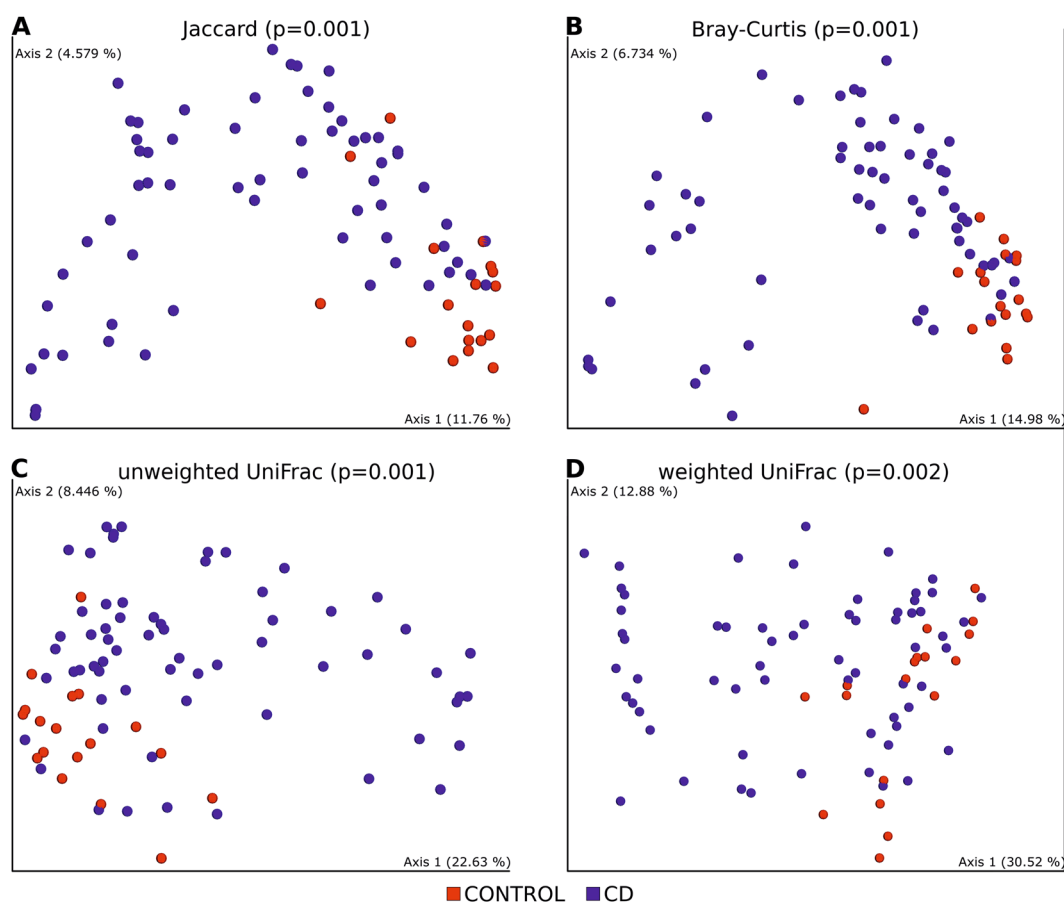 A
Jaccard (p=0.001)
Axis 2 (4.579 %)
Axis 1 (11.76 %)
B
Bray-Curtis (p=0.001)
Axis 2 (6.734 %)
Axis 1 (14.98 %)
C
unweighted UniFrac (p=0.001)
Axis 2 (8.446 %)
Axis 1 (22.63 %)
D
weighted UniFrac (p=0.002)
Axis 2 (12.88 %)
Axis 1 (30.52 %)
CONTROL CD